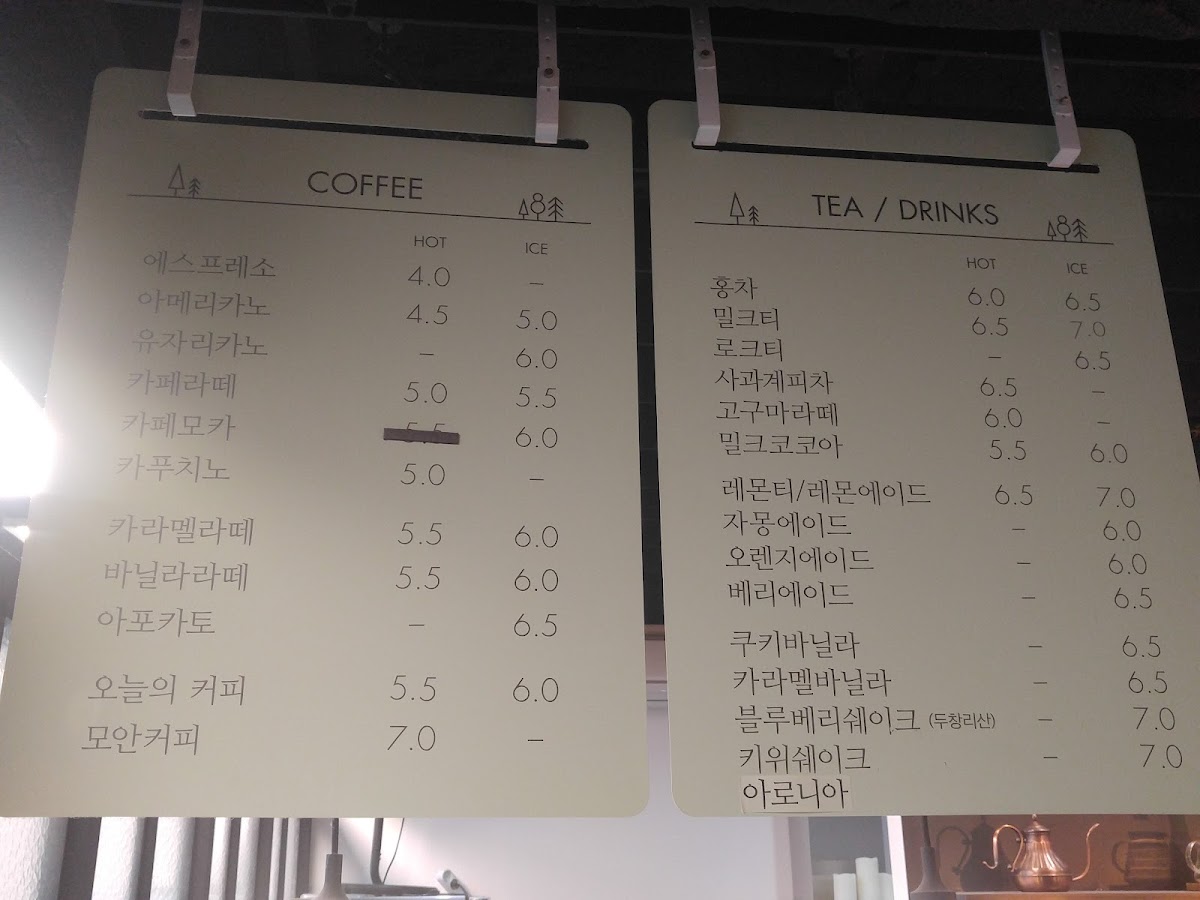 COFFEE
HOT ICE
에스프레소 4.0 –
아메리카노 4.5 5.0
유자리카노 – 6.0
카페라떼 5.0 5.5
카페모카 5.5 6.0
카푸치노 5.0 –
카라멜라떼 5.5 6.0
바닐라라떼 5.5 6.0
아포카토 – 6.5
오늘의 커피 5.5 6.0
모안커피 7.0 –
TEA / DRINKS
HOT ICE
홍차 6.0 6.5
밀크티 6.5 7.0
로크티 – 6.5
사과계피차 6.5 –
고구마라떼 6.0 –
밀크코코아 5.5 6.0
레몬티/레몬에이드 6.5 7.0
자몽에이드 – 6.0
오렌지에이드 – 6.0
베리에이드 – 6.5
쿠키바닐라 – 6.5
카라멜바닐라 – 6.5
블루베리쉐이크 (두창리산) – 7.0
키위쉐이크 – 7.0
아로니아